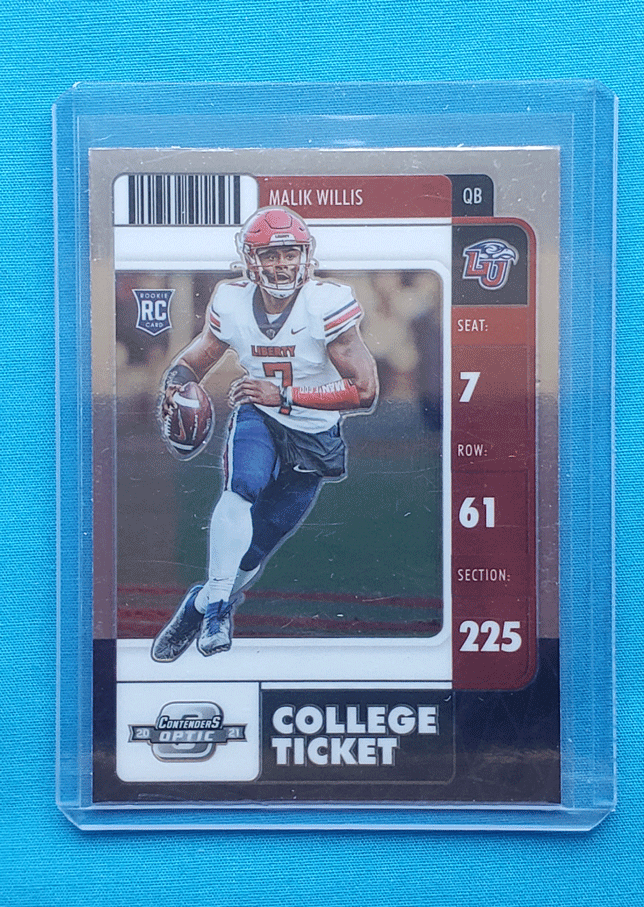 MALIK WILLIS
QB
LU
ROOKIE
RC
CARD
SEAT:
7
LIBERTY
7
ROW:
61
SECTION:
225
CONTENDERS
20 OPTIC 21
COLLEGE
TICKET